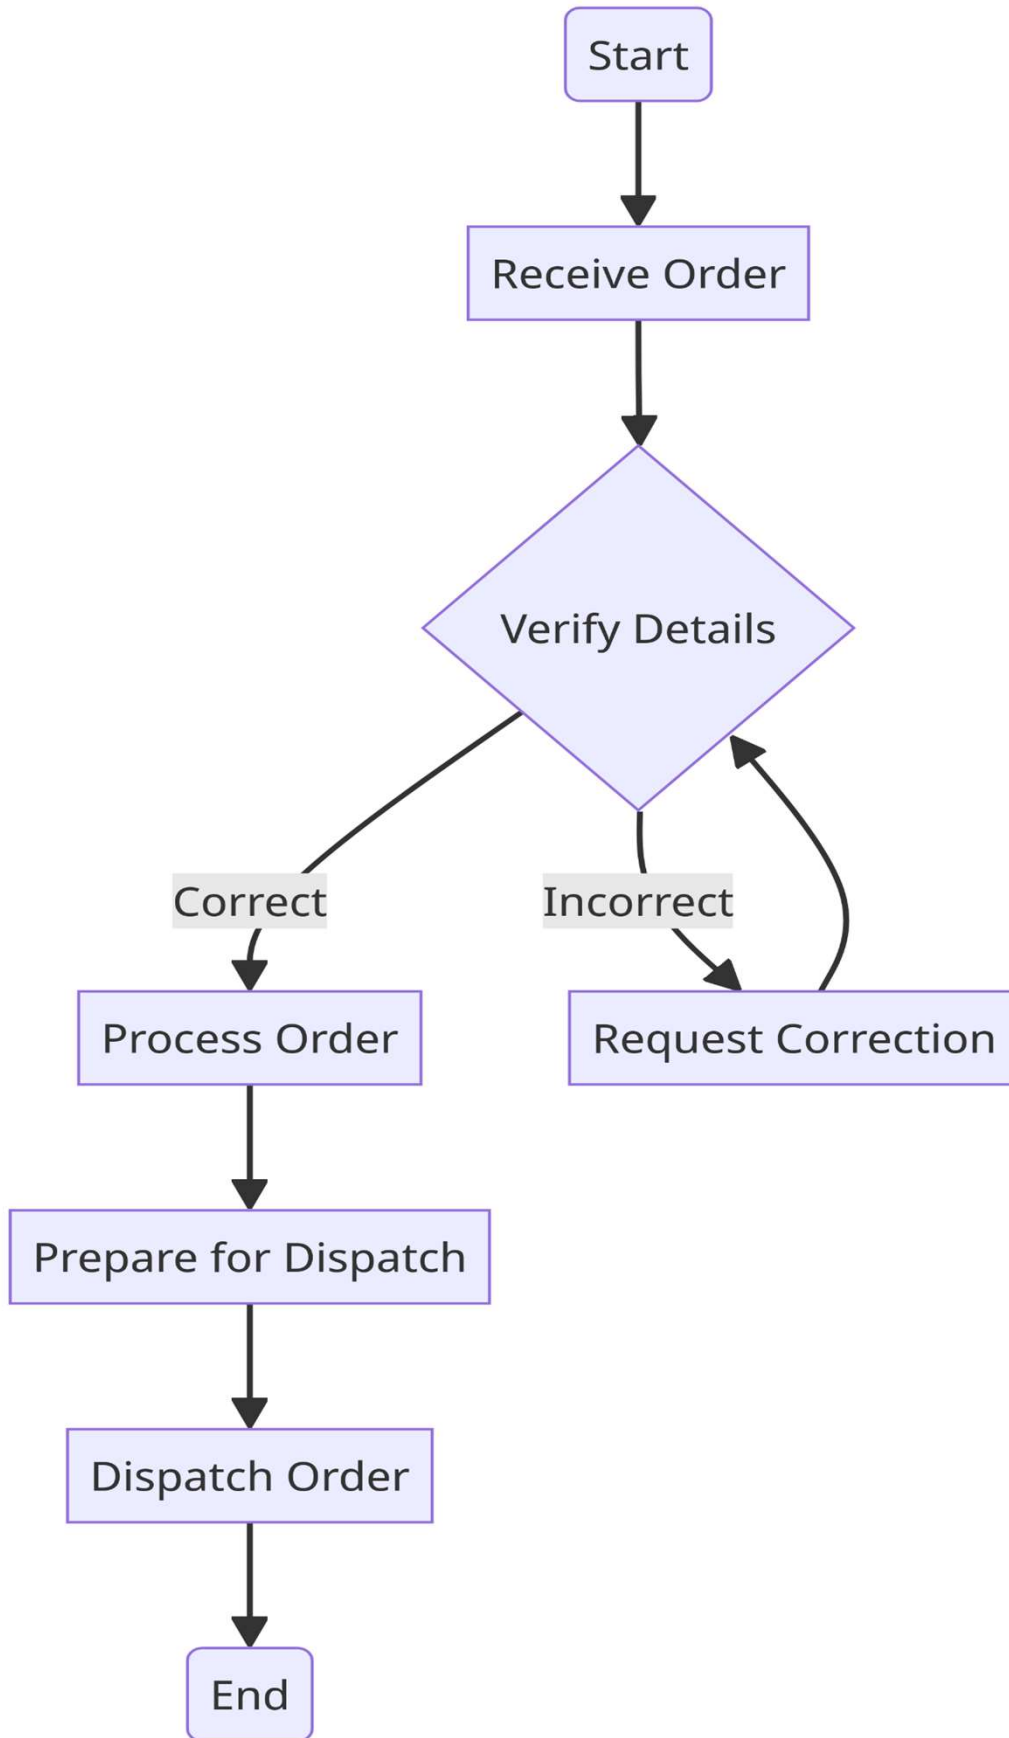 Start
Receive Order
Verify Details
Correct
Incorrect
Process Order
Request Correction
Prepare for Dispatch
Dispatch Order
End